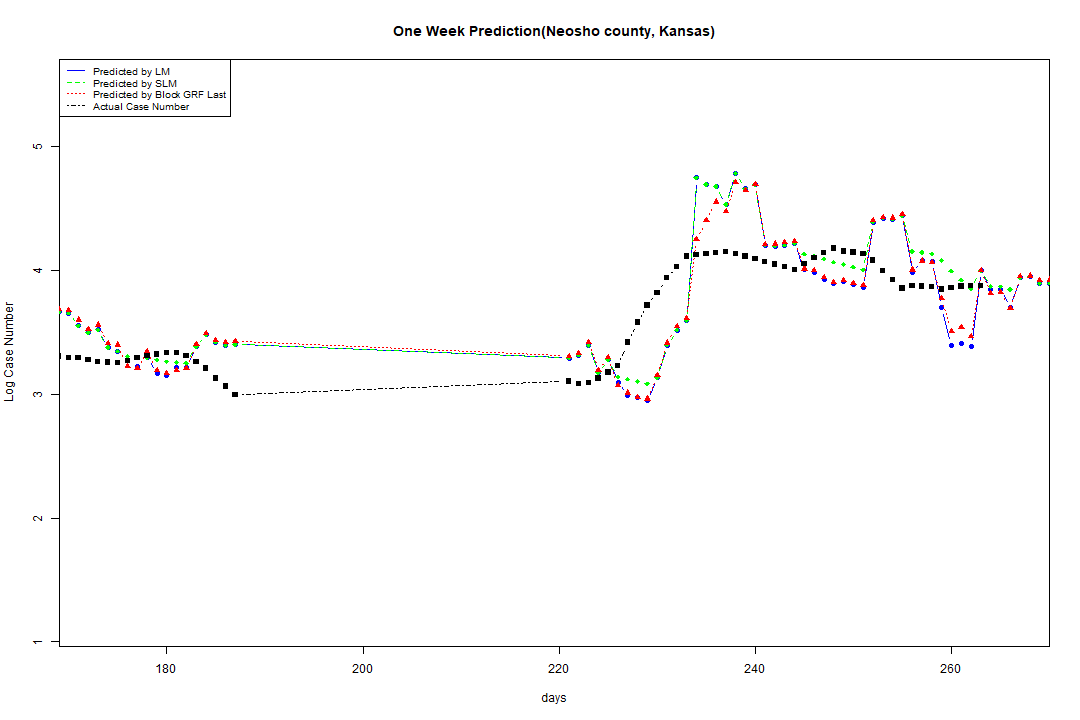 One Week Prediction(Neosho county, Kansas)
Predicted by LM
Predicted by SLM
Predicted by Block GRF Last
Actual Case Number
Log Case Number
5
4
3
2
1
180 200 220 240 260
days